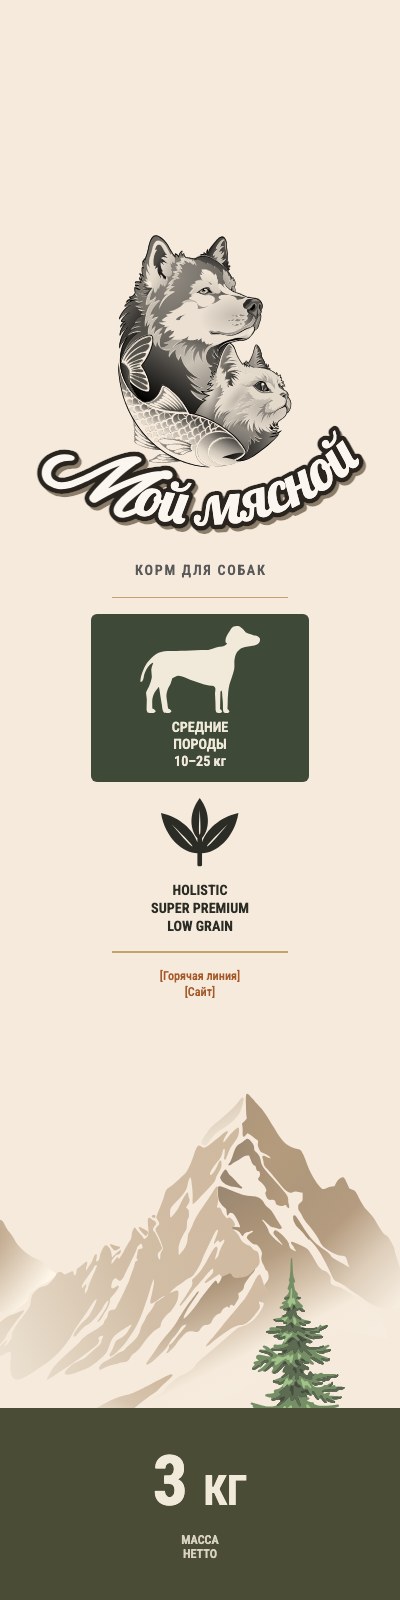 Мой мясной
КОРМ ДЛЯ СОБАК
СРЕДНИЕ
ПОРОДЫ
10–25 кг
HOLISTIC
SUPER PREMIUM
LOW GRAIN
[Горячая линия]
[Сайт]
3 кг
МАССА
НЕТТО